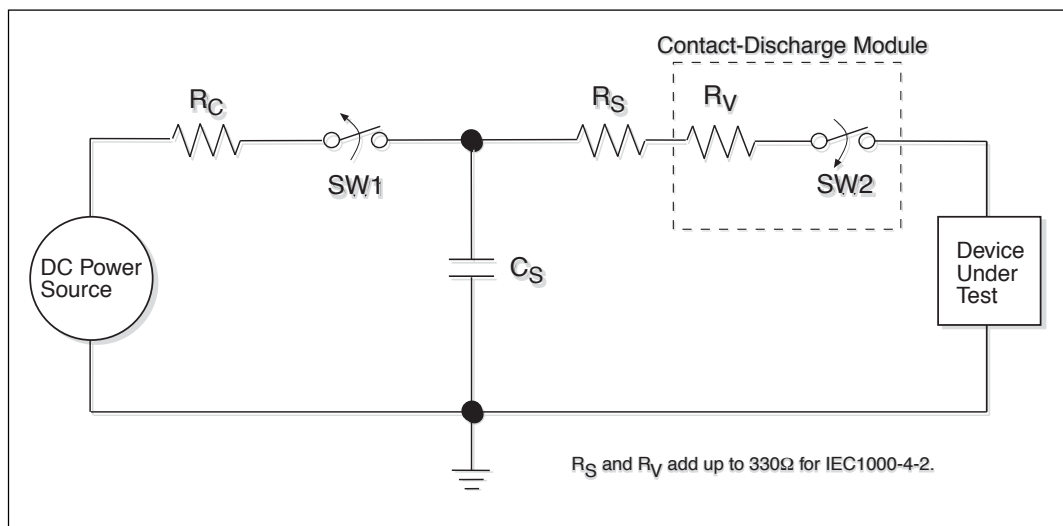 Contact-Discharge Module
RC
RS
RV
SW1
SW2
DC Power
Source
CS
Device
Under
Test
RS and RV add up to 330Ω for IEC1000-4-2.